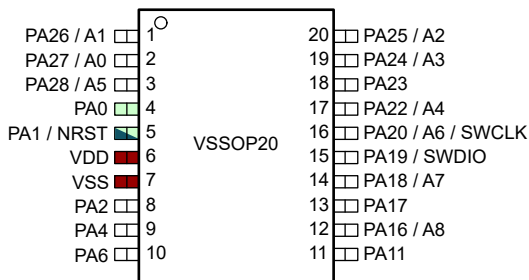 PA26 / A1 1 20 PA25 / A2
PA27 / A0 2 19 PA24 / A3
PA28 / A5 3 18 PA23
PA0 4 17 PA22 / A4
PA1 / NRST 5 VSSOP20 16 PA20 / A6 / SWCLK
VDD 6 15 PA19 / SWDIO
VSS 7 14 PA18 / A7
PA2 8 13 PA17
PA4 9 12 PA16 / A8
PA6 10 11 PA11